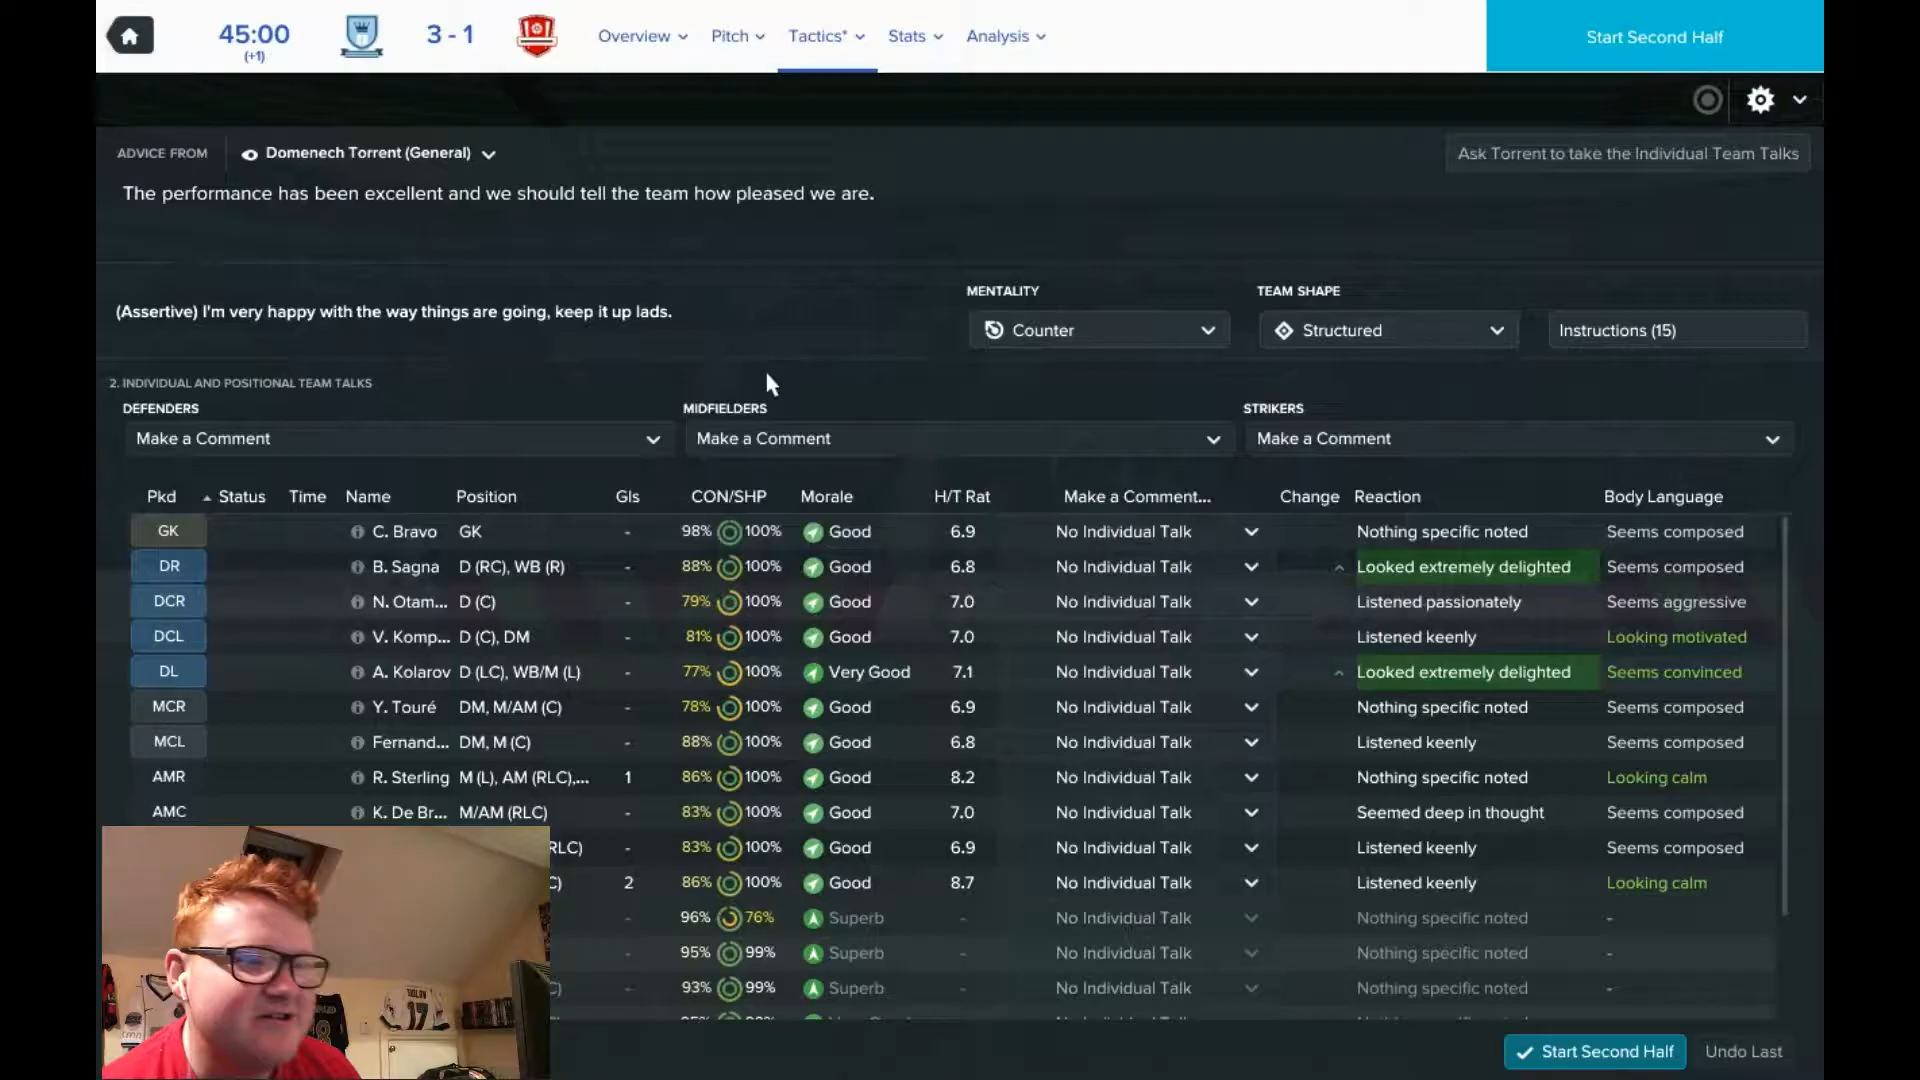 45:00
(+1)
3 - 1
Overview
Pitch
Tactics*
Stats
Analysis
Start Second Half
ADVICE FROM
Domenech Torrent (General)
Ask Torrent to take the Individual Team Talks
The performance has been excellent and we should tell the team how pleased we are.
MENTALITY
TEAM SHAPE
(Assertive) I'm very happy with the way things are going, keep it up lads.
Counter
Structured
Instructions (15)
2. INDIVIDUAL AND POSITIONAL TEAM TALKS
DEFENDERS
MIDFIELDERS
STRIKERS
Make a Comment
Make a Comment
Make a Comment
Pkd Status Time Name Position Gls CON/SHP Morale H/T Rat Make a Comment... Change Reaction Body Language
GK C. Bravo GK - 98% 100% Good 6.9 No Individual Talk Nothing specific noted Seems composed
DR B. Sagna D (RC), WB (R) - 88% 100% Good 6.8 No Individual Talk Looked extremely delighted Seems composed
DCR N. Otam... D (C) - 79% 100% Good 7.0 No Individual Talk Listened passionately Seems aggressive
DCL V. Komp... D (C), DM - 81% 100% Good 7.0 No Individual Talk Listened keenly Looking motivated
DL A. Kolarov D (LC), WB/M (L) - 77% 100% Very Good 7.1 No Individual Talk Looked extremely delighted Seems convinced
MCR Y. Touré DM, M/AM (C) - 78% 100% Good 6.9 No Individual Talk Nothing specific noted Seems composed
MCL Fernand... DM, M (C) - 88% 100% Good 6.8 No Individual Talk Listened keenly Seems composed
AMR R. Sterling M (L), AM (RLC),... 1 86% 100% Good 8.2 No Individual Talk Nothing specific noted Looking calm
AMC K. De Br... M/AM (RLC) - 83% 100% Good 7.0 No Individual Talk Seemed deep in thought Seems composed
RLC) - 83% 100% Good 6.9 No Individual Talk Listened keenly Seems composed
C) 2 86% 100% Good 8.7 No Individual Talk Listened keenly Looking calm
- 96% 76% Superb - No Individual Talk Nothing specific noted -
- 95% 99% Superb - No Individual Talk Nothing specific noted -
C) - 93% 99% Superb - No Individual Talk Nothing specific noted -
17
Start Second Half
Undo Last